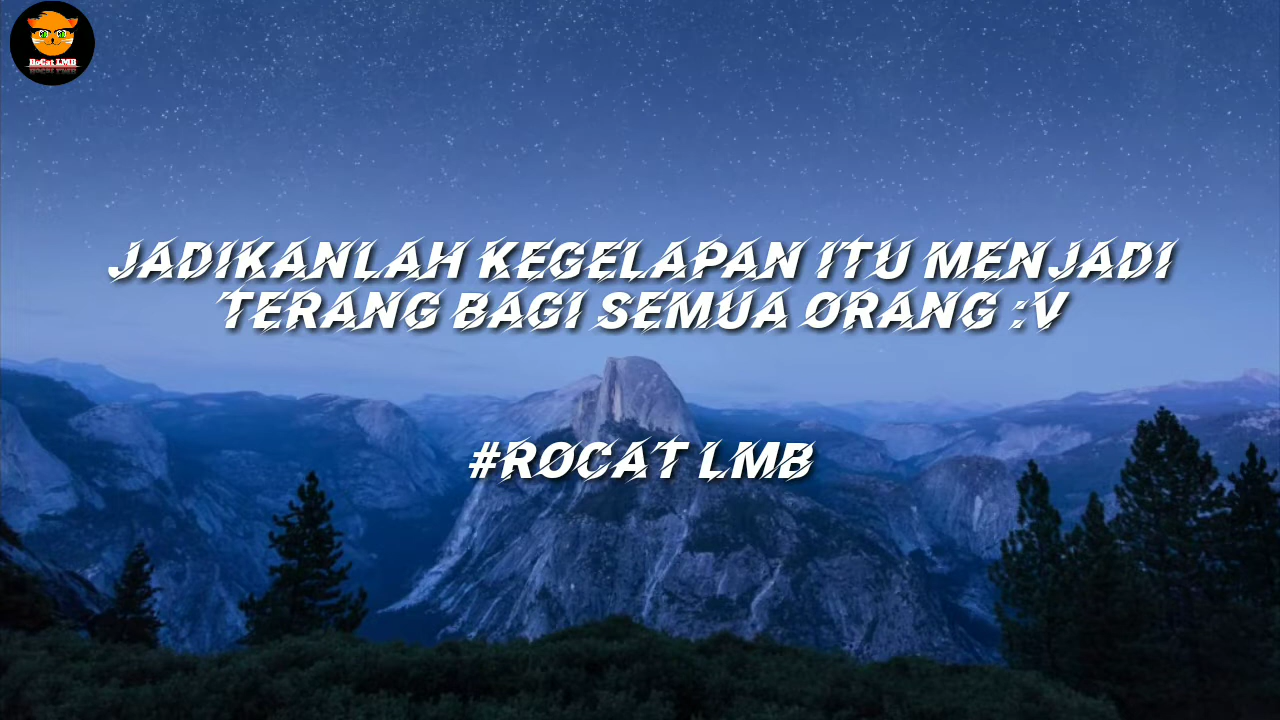 RoCat LMB
JADIKANLAH KEGELAPAN ITU MENJADI
TERANG BAGI SEMUA ORANG :V
#ROCAT LMB